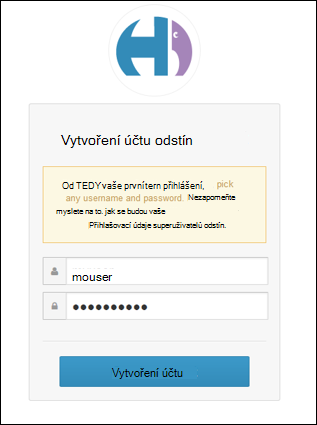 Vytvoření účtu odstín
Od TEDY vaše prvnítern přihlášení, pick
any username and password. Nezapomeňte
myslete na to. jak se budou vaše
Přihlašovací údaje superuživatelů odstín.
mouser
●●●●●●●●●●
Vytvoření účtu